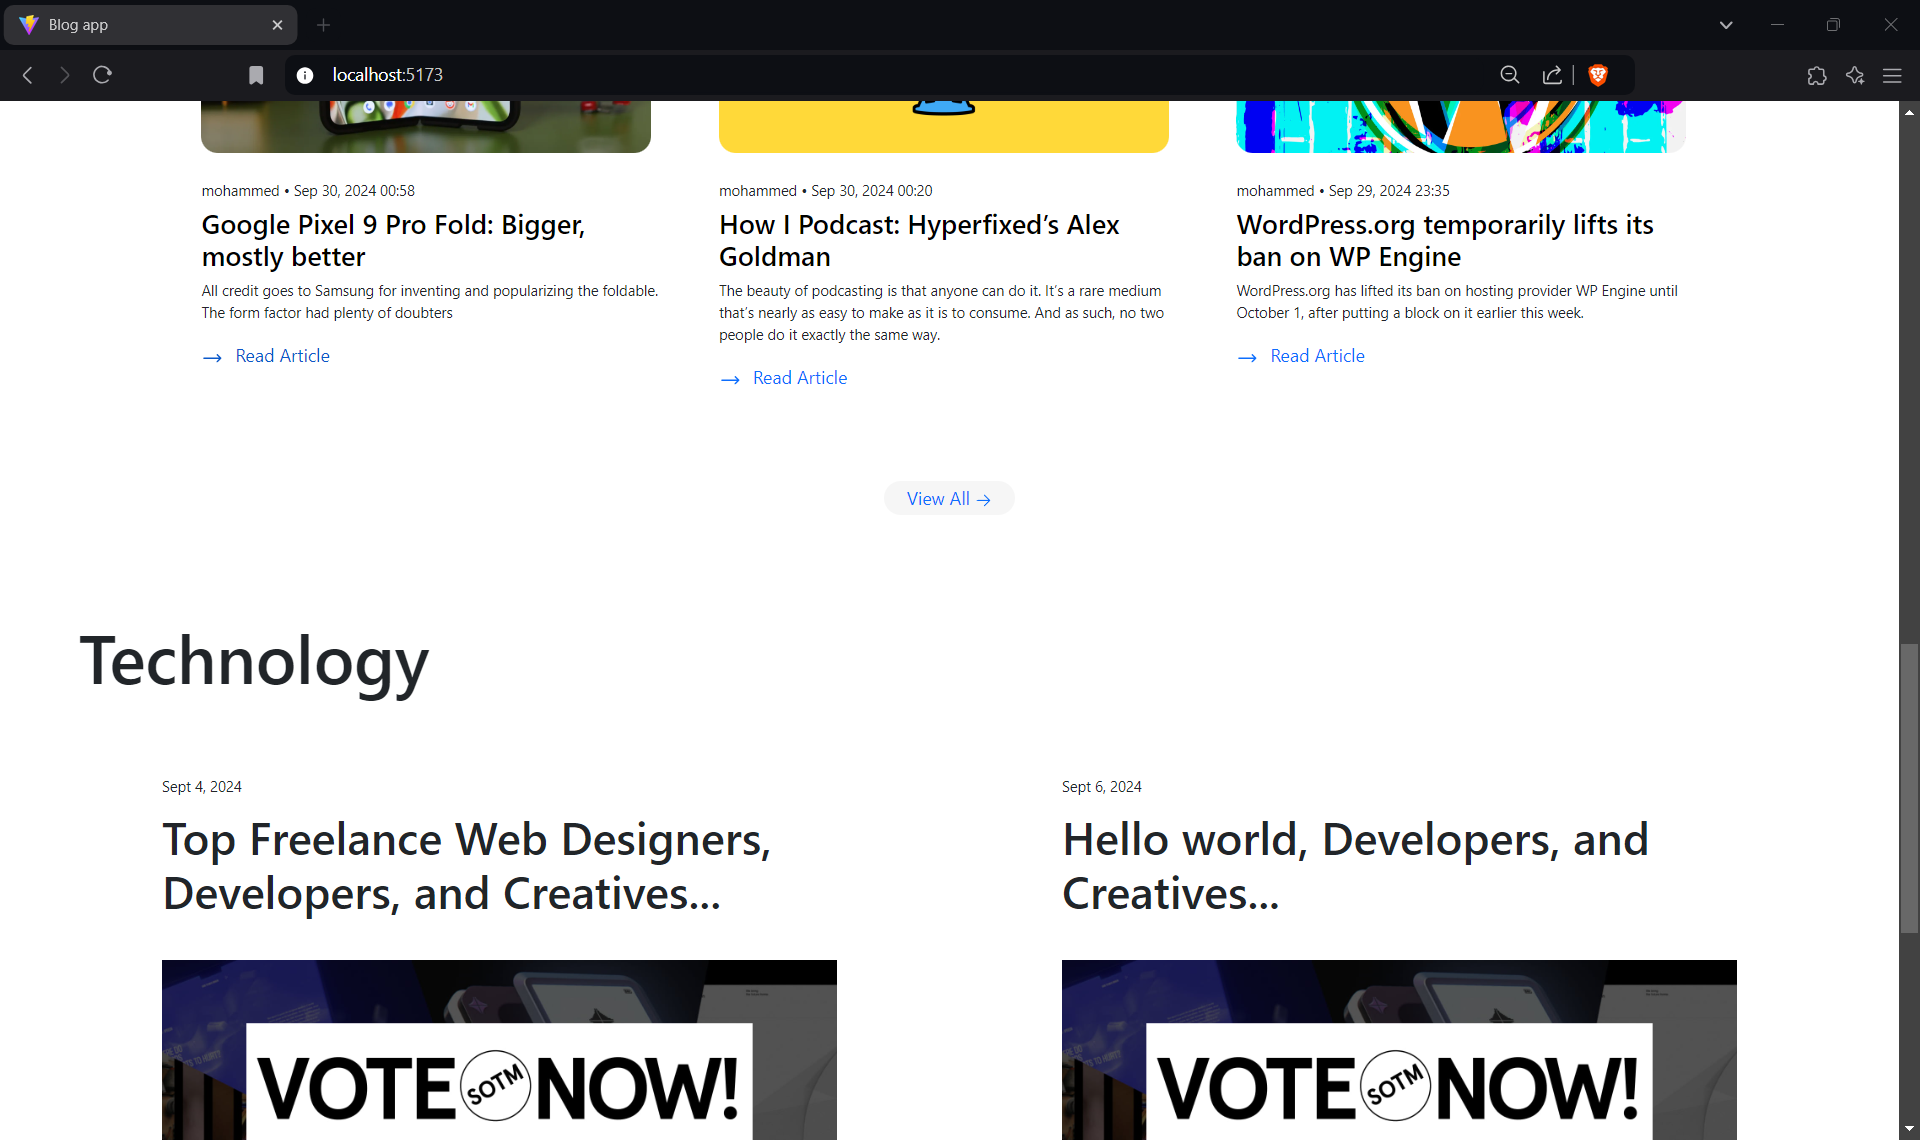 Blog app
localhost:5173
mohammed • Sep 30, 2024 00:58
Google Pixel 9 Pro Fold: Bigger,
mostly better
All credit goes to Samsung for inventing and popularizing the foldable.
The form factor had plenty of doubters
→ Read Article
mohammed • Sep 30, 2024 00:20
How I Podcast: Hyperfixed’s Alex
Goldman
The beauty of podcasting is that anyone can do it. It’s a rare medium
that’s nearly as easy to make as it is to consume. And as such, no two
people do it exactly the same way.
→ Read Article
mohammed • Sep 29, 2024 23:35
WordPress.org temporarily lifts its
ban on WP Engine
WordPress.org has lifted its ban on hosting provider WP Engine until
October 1, after putting a block on it earlier this week.
→ Read Article
View All →
Technology
Sept 4, 2024
Top Freelance Web Designers,
Developers, and Creatives...
VOTE SOTM NOW!
Sept 6, 2024
Hello world, Developers, and
Creatives...
VOTE SOTM NOW!